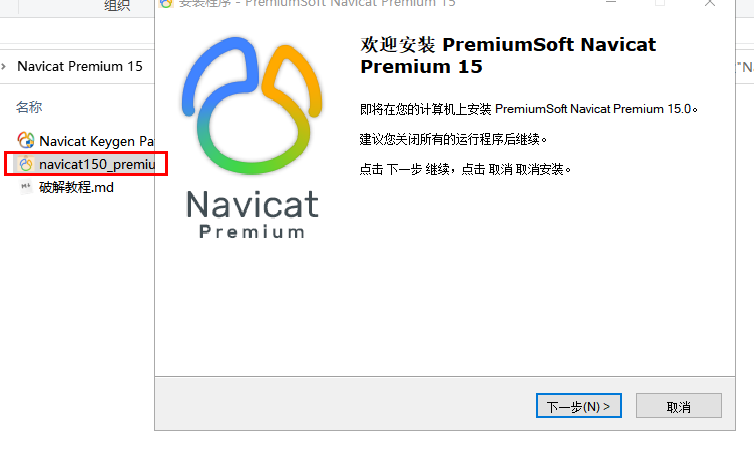 组织
安装程序 - PremiumSoft Navicat Premium 15
Navicat Premium 15
"Na
名称
Navicat Keygen Pa
navicat150_premiu
破解教程.md
Navicat
Premium
欢迎安装 PremiumSoft Navicat
Premium 15
即将在您的计算机上安装 PremiumSoft Navicat Premium 15.0。
建议您关闭所有的运行程序后继续。
点击 下一步 继续，点击 取消 取消安装。
下一步(N) >
取消